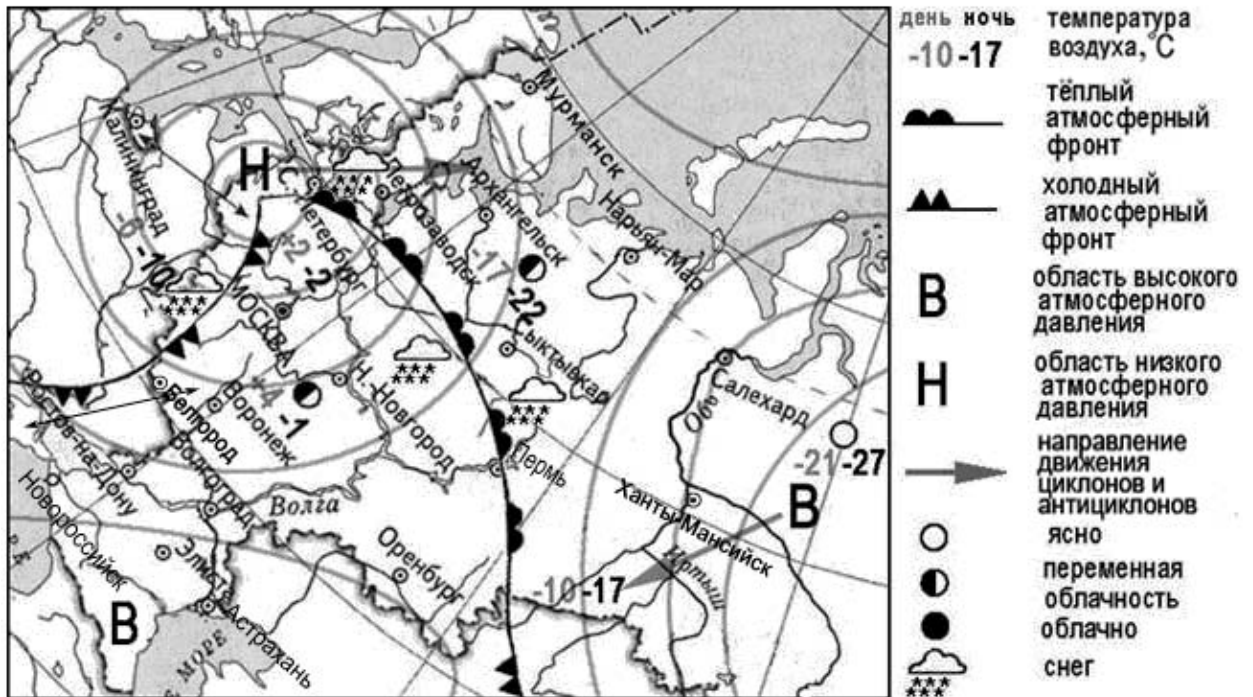 Мурманск
Калининград
Н
С.-Петербург
Петрозаводск
Архангельск
Нарьян-Мар
-6 -10
+2 -2
-17 -22
МОСКВА
Сыктывкар
Салехард
Обь
+4 -1
Н.-Новгород
Белгород
Воронеж
-21 -27
Ростов-на-Дону
Волгоград
Пермь
Новороссийск
Волга
Ханты-Мансийск
В
Элиста
Оренбург
Иртыш
-10 -17
В
Астрахань
МОРЕ
день ночь
-10 -17
температура
воздуха, °С
тёплый
атмосферный
фронт
холодный
атмосферный
фронт
В
область высокого
атмосферного
давления
Н
область низкого
атмосферного
давления
направление
движения
циклонов и
антициклонов
ясно
переменная
облачность
облачно
снег